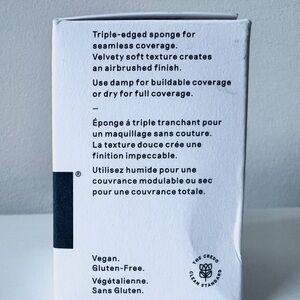 Triple-edged sponge for
seamless coverage.
Velvety soft texture creates
an airbrushed finish.
Use damp for buildable coverage
or dry for full coverage.
—
Éponge á triple tranchant pour
un maquillage sans couture.
La texture douce crée une
finition impeccable.
Utilisez humide pour une
couvrance modulable ou sec
pour une couvrance totale.
®
Vegan.
Gluten-Free.
Végétalienne.
Sans Gluten.
THE CREDO
CLEAN STANDARD